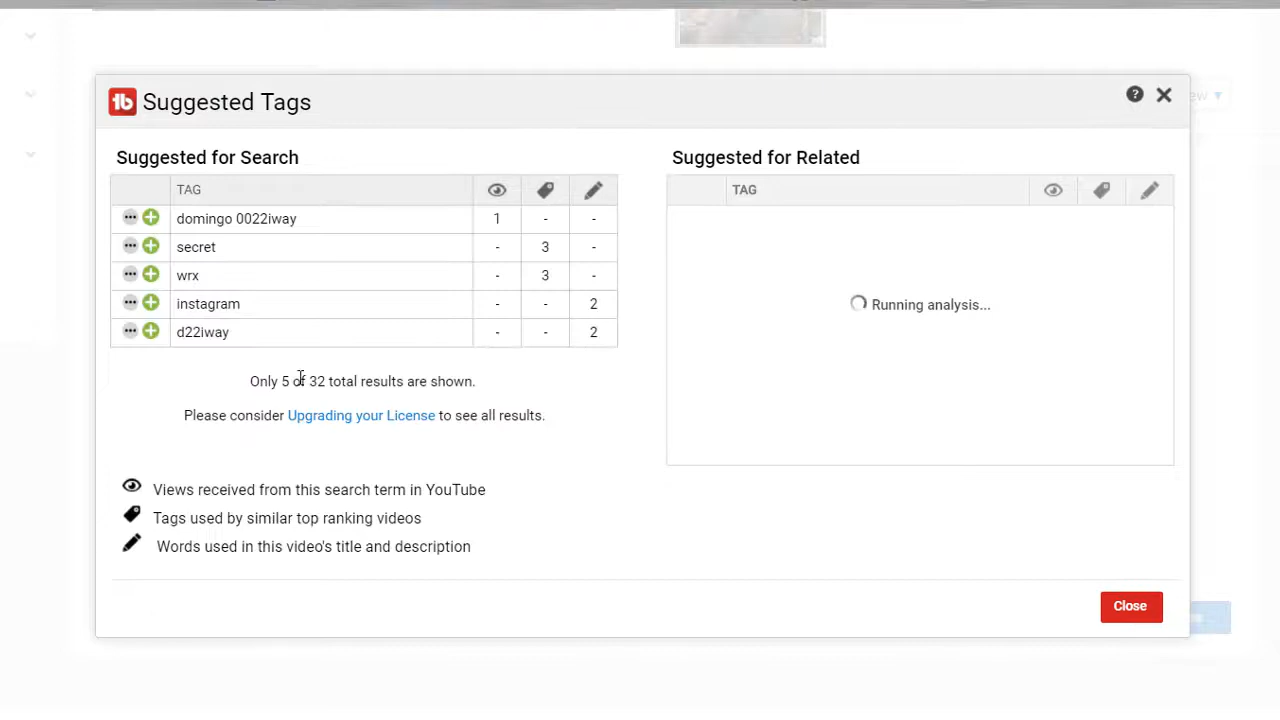 Suggested Tags
?
Suggested for Search
TAG
domingo 0022iway 1 - -
secret - 3 -
wrx - 3 -
instagram - - 2
d22iway - - 2
Only 5 of 32 total results are shown.
Please consider Upgrading your License to see all results.
Views received from this search term in YouTube
Tags used by similar top ranking videos
Words used in this video's title and description
Suggested for Related
TAG
Running analysis...
Close